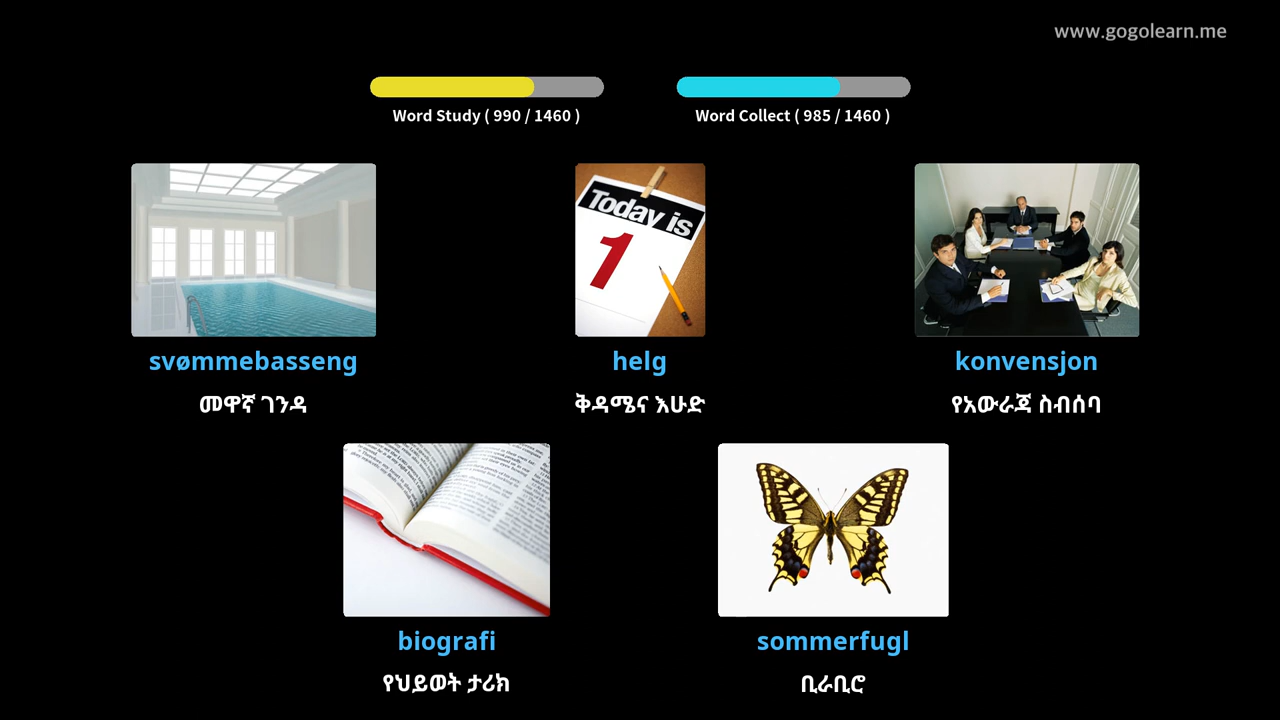 www.gogolearn.me
Word Study ( 990 / 1460 )
Word Collect ( 985 / 1460 )
Today is
1
svømmebasseng
helg
konvensjon
መዋኛ ገንዳ
ቅዳሜና እሁድ
የአውራጃ ስብሰባ
biografi
sommerfugl
የህይወት ታሪክ
ቢራቢሮ